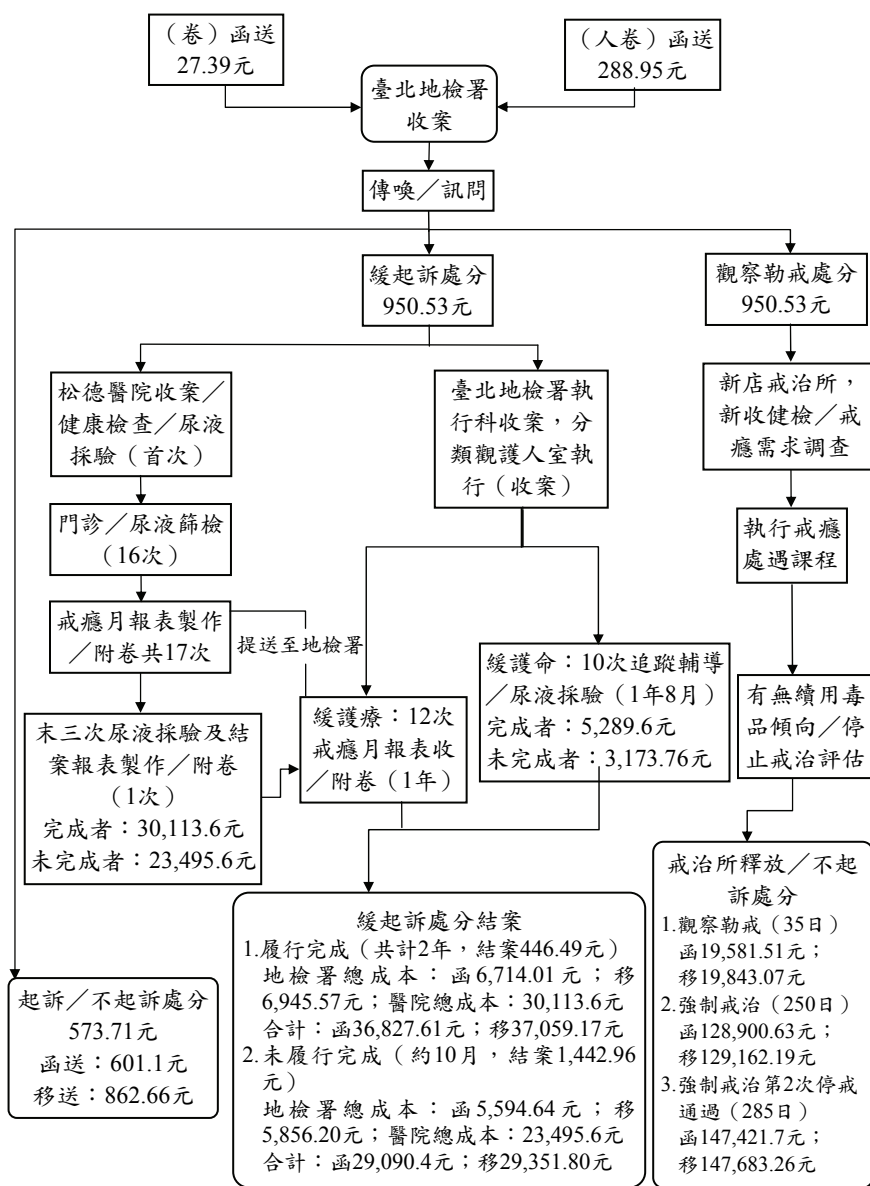 （卷）函送
27.39元
（人卷）函送
288.95元
臺北地檢署
收案
傳喚／訊問
緩起訴處分
950.53元
觀察勒戒處分
950.53元
松德醫院收案／
健康檢查／尿液
採驗（首次）
臺北地檢署執
行科收案，分
類觀護人室執
行（收案）
新店戒治所，
新收健檢／戒
癮需求調查
門診／尿液篩檢
（16次）
執行戒癮
處遇課程
戒癮月報表製作
／附卷共17次
提送至地檢署
緩護命：10次追蹤輔導
／尿液採驗（1年8月）
完成者：5,289.6元
未完成者：3,173.76元
有無續用毒
品傾向／停
止戒治評估
末三次尿液採驗及結
案報表製作／附卷
（1次）
完成者：30,113.6元
未完成者：23,495.6元
緩護療：12次
戒癮月報表收
／附卷（1年）
起訴／不起訴處分
573.71元
函送：601.1元
移送：862.66元
緩起訴處分結案
1.履行完成（共計2年，結案446.49元）
地檢署總成本：函6,714.01元；移
6,945.57元；醫院總成本：30,113.6元
合計：函36,827.61元；移37,059.17元
2.未履行完成（約10月，結案1,442.96
元）
地檢署總成本：函5,594.64元；移
5,856.20元；醫院總成本：23,495.6元
合計：函29,090.4元；移29,351.80元
戒治所釋放／不起
訴處分
1.觀察勒戒（35日）
函19,581.51元；
移19,843.07元
2.強制戒治（250日）
函128,900.63元；
移129,162.19元
3.強制戒治第2次停戒
通過（285日）
函147,421.7元；
移147,683.26元